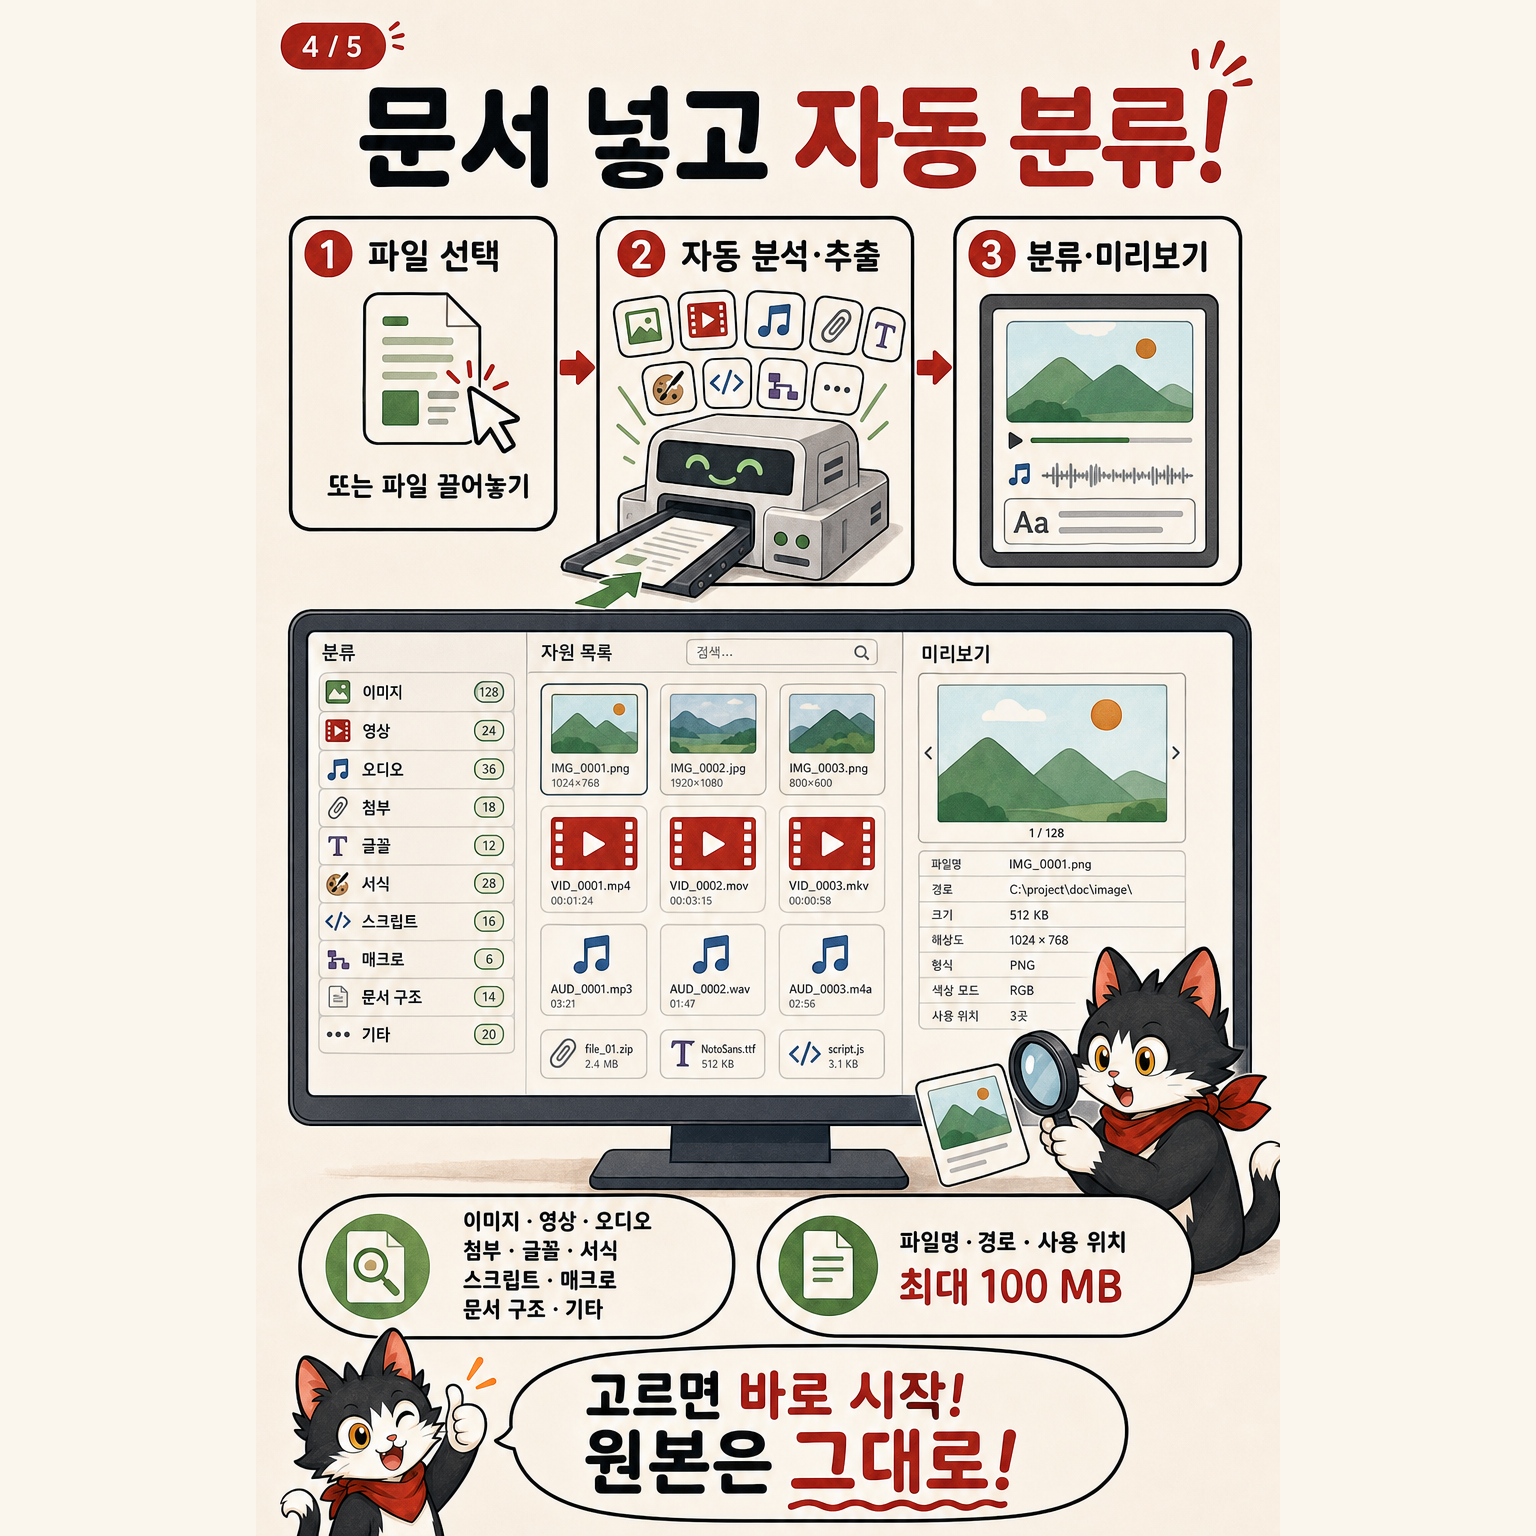 4 / 5
문서 넣고 자동 분류!
1 파일 선택
또는 파일 끌어놓기
2 자동 분석·추출
T
</>
3 분류·미리보기
Aa
분류
이미지 128
영상 24
오디오 36
첨부 18
T 글꼴 12
서식 28
</> 스크립트 16
매크로 6
문서 구조 14
기타 20
자원 목록
검색...
IMG_0001.png
1024×768
IMG_0002.jpg
1920×1080
IMG_0003.png
800×600
VID_0001.mp4
00:01:24
VID_0002.mov
00:03:15
VID_0003.mkv
00:00:58
AUD_0001.mp3
03:21
AUD_0002.wav
01:47
AUD_0003.m4a
02:56
file_01.zip
2.4 MB
T NotoSans.ttf
512 KB
</> script.js
3.1 KB
미리보기
1 / 128
파일명 IMG_0001.png
경로 C:\project\doc\image\
크기 512 KB
해상도 1024 × 768
형식 PNG
색상 모드 RGB
사용 위치 3곳
이미지 · 영상 · 오디오
첨부 · 글꼴 · 서식
스크립트 · 매크로
문서 구조 · 기타
파일명 · 경로 · 사용 위치
최대 100 MB
고르면 바로 시작!
원본은 그대로!